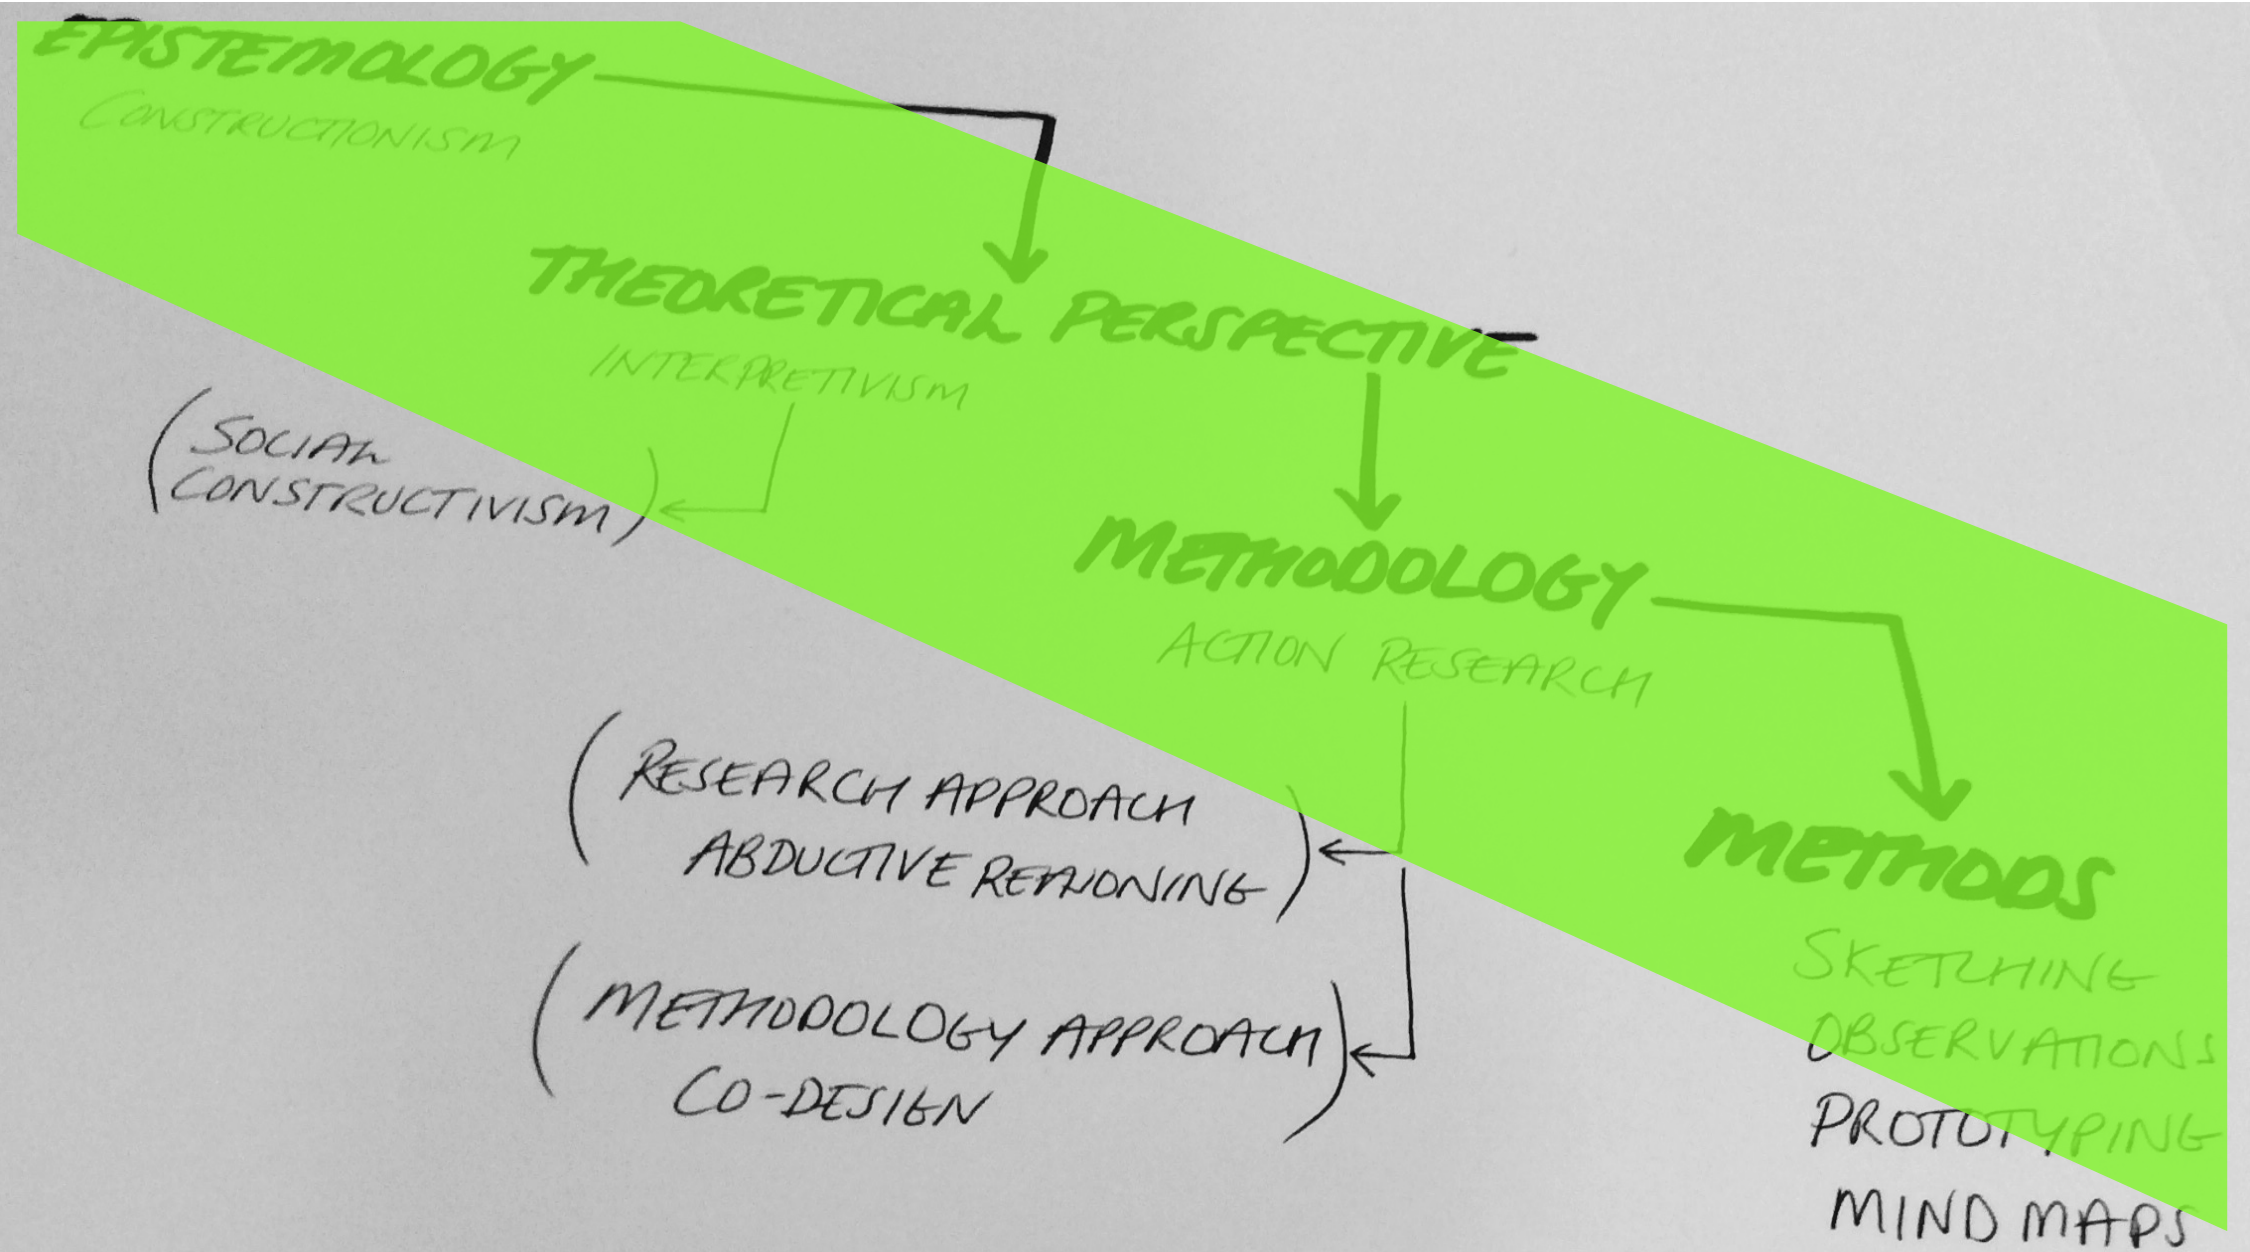 EPISTEMOLOGY
CONSTRUCTIONISM
THEORETICAL PERSPECTIVE
INTERPRETIVISM
(SOCIAL
CONSTRUCTIVISM)
METHODOLOGY
ACTION RESEARCH
(RESEARCH APPROACH
ABDUCTIVE REASONING)
METHODS
SKETCHING
OBSERVATIONS
PROTOTYPING
MIND MAPS
(METHODOLOGY APPROACH
CO-DESIGN)